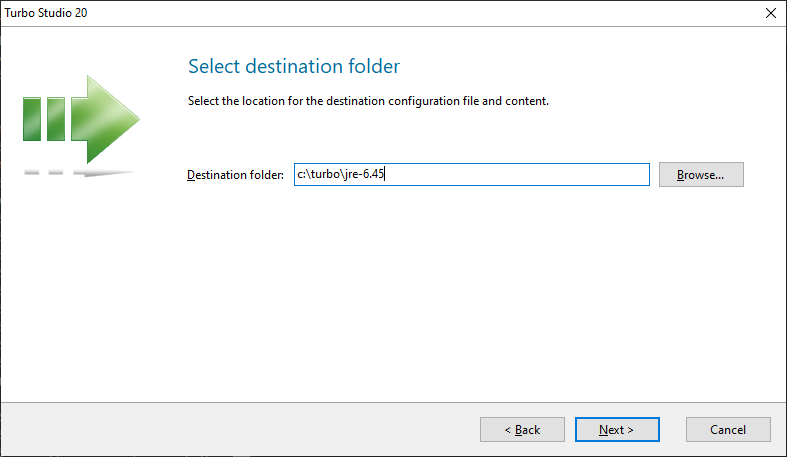 Turbo Studio 20
Select destination folder
Select the location for the destination configuration file and content.
Destination folder: c:\turbo\jre-6.45 Browse...
< Back Next > Cancel